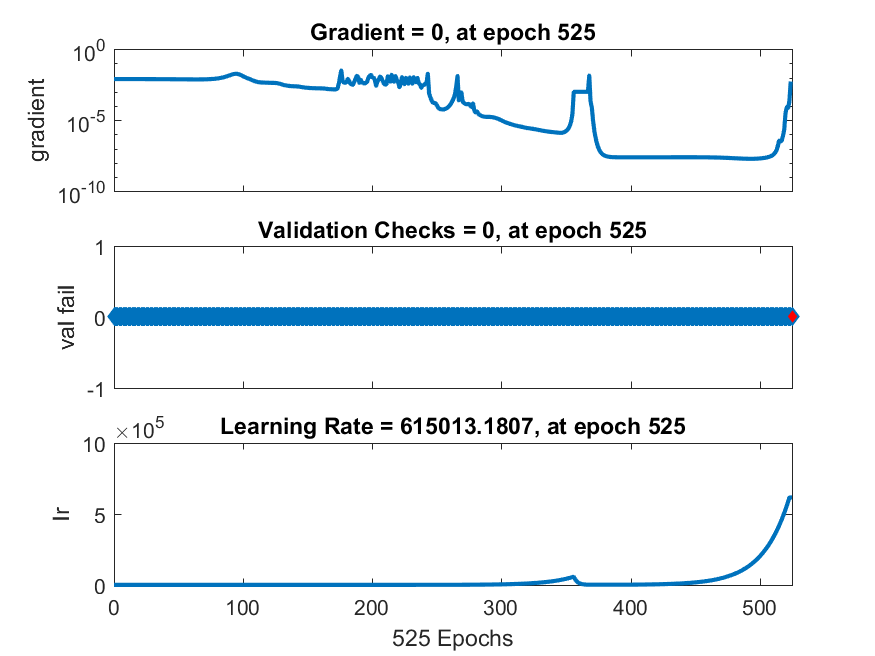 Gradient = 0, at epoch 525
10^0
10^-5
10^-10
gradient
Validation Checks = 0, at epoch 525
1
0
-1
val fail
Learning Rate = 615013.1807, at epoch 525
×10^5
10
5
0
lr
0 100 200 300 400 500
525 Epochs